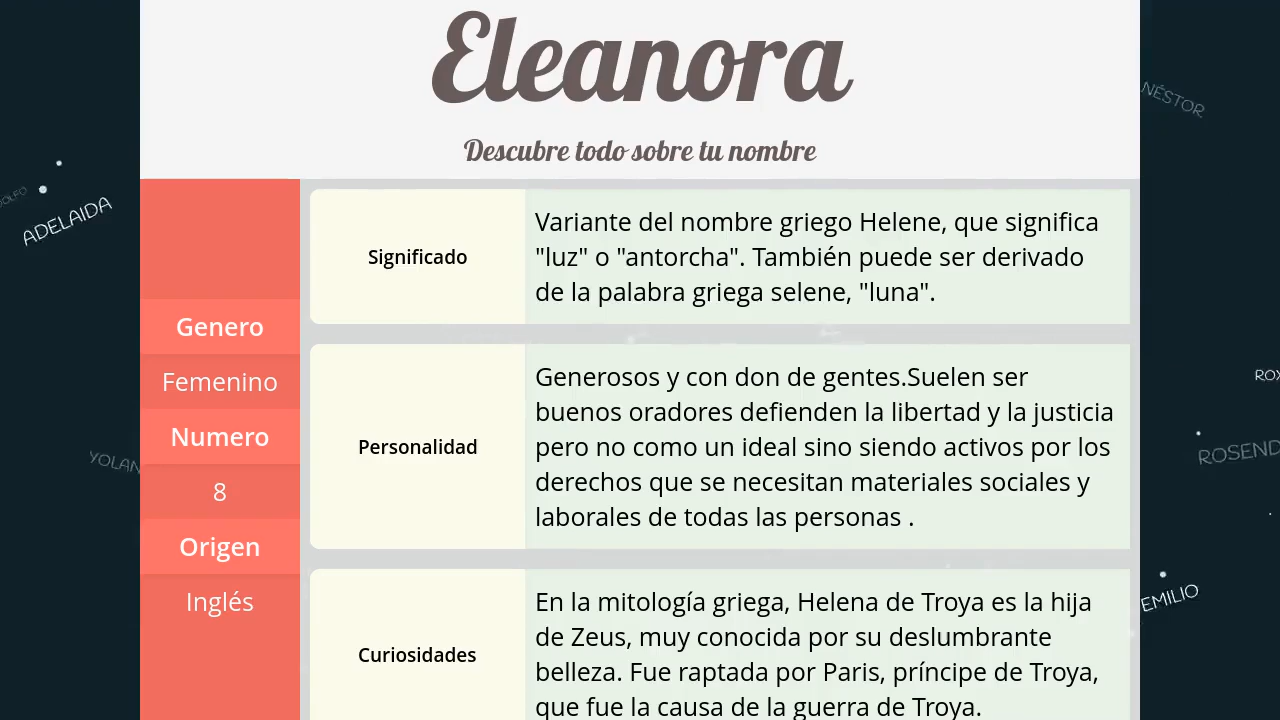 Eleanora
Descubre todo sobre tu nombre
NÉSTOR
ADELAIDA
Significado
Variante del nombre griego Helene, que significa
"luz" o "antorcha". También puede ser derivado
de la palabra griega selene, "luna".
Genero
Femenino
Numero
8
Origen
Inglés
Personalidad
Generosos y con don de gentes.Suelen ser
buenos oradores defienden la libertad y la justicia
pero no como un ideal sino siendo activos por los
derechos que se necesitan materiales sociales y
laborales de todas las personas .
YOLAN
ROX
ROSEND
EMILIO
Curiosidades
En la mitología griega, Helena de Troya es la hija
de Zeus, muy conocida por su deslumbrante
belleza. Fue raptada por Paris, príncipe de Troya,
que fue la causa de la guerra de Troya.